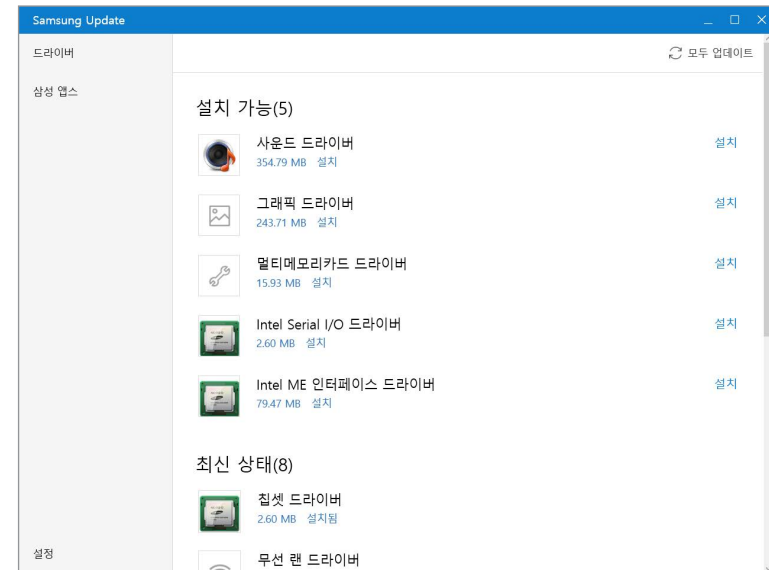 Samsung Update
드라이버
모두 업데이트
삼성 앱스
설치 가능(5)
사운드 드라이버
설치
354.79 MB 설치
그래픽 드라이버
설치
243.71 MB 설치
멀티메모리카드 드라이버
설치
15.93 MB 설치
Intel Serial I/O 드라이버
설치
2.60 MB 설치
Intel ME 인터페이스 드라이버
설치
79.47 MB 설치
최신 상태(8)
칩셋 드라이버
2.60 MB 설치됨
무선 랜 드라이버
설정